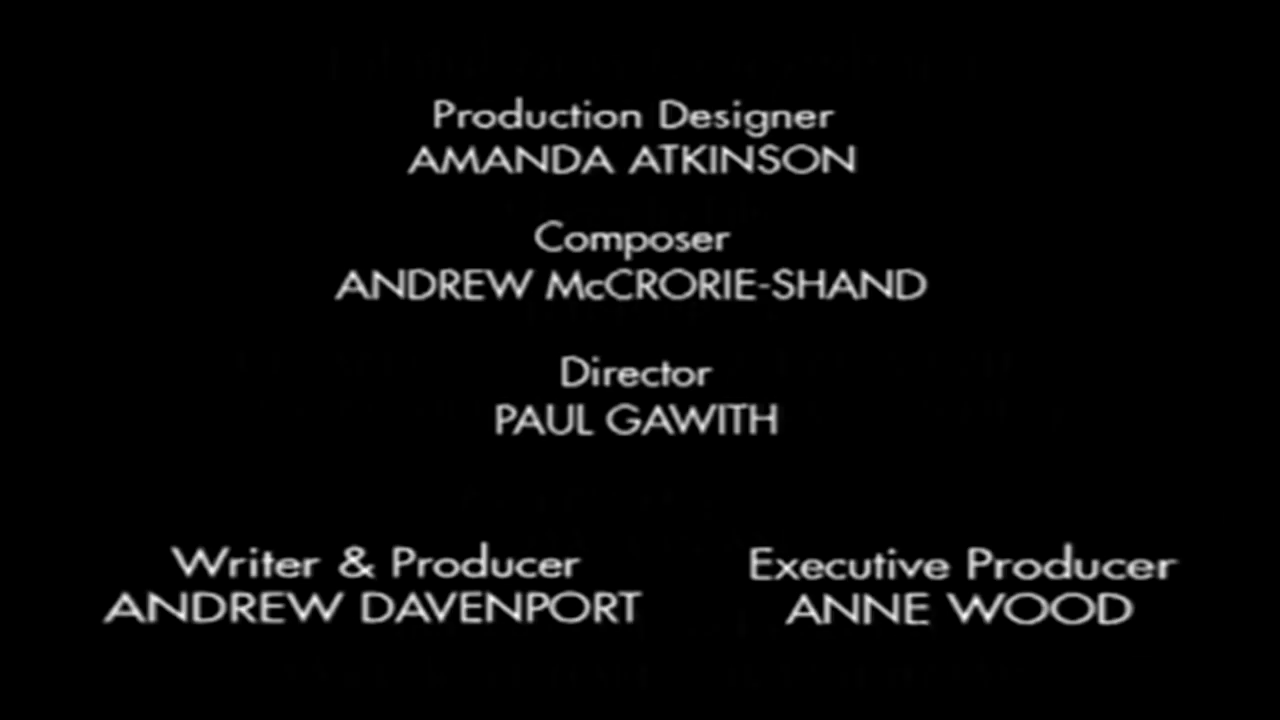 Production Designer
AMANDA ATKINSON
Composer
ANDREW McCRORIE-SHAND
Director
PAUL GAWITH
Writer & Producer
ANDREW DAVENPORT
Executive Producer
ANNE WOOD